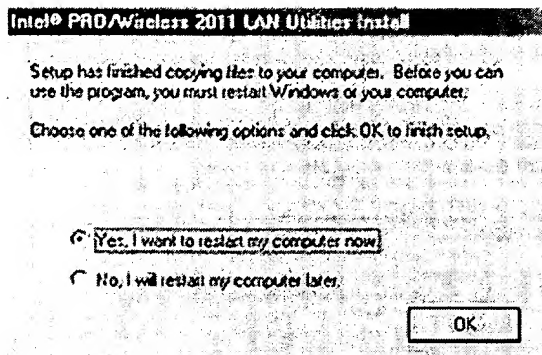 Intel® PRO/Wireless 2011 LAN Utilities Install
Setup has finished copying files to your computer. Before you can
use the program, you must restart Windows or your computer.
Choose one of the following options and click OK to finish setup.
Yes, I want to restart my computer now.
No, I will restart my computer later.
OK